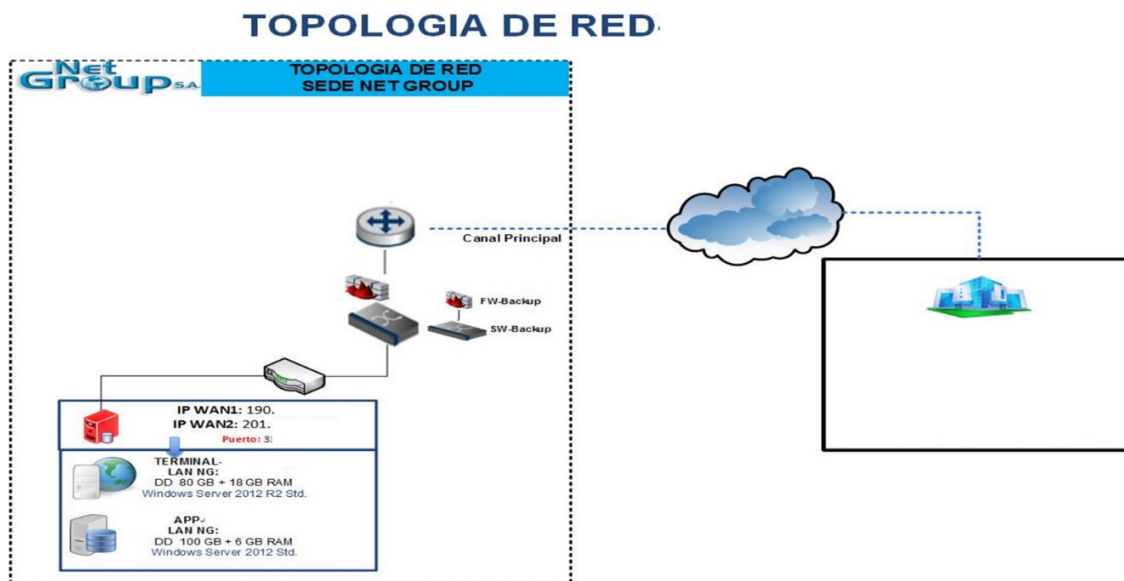 TOPOLOGIA DE RED
Net
Group S.A.
TOPOLOGIA DE RED
SEDE NET GROUP
Canal Principal
FW-Backup
SW-Backup
IP WAN1: 190.
IP WAN2: 201.
Puerto: 3
TERMINAL-
LAN NG:
DD 80 GB + 18 GB RAM
Windows Server 2012 R2 Std.
APP-
LAN NG:
DD 100 GB + 6 GB RAM
Windows Server 2012 Std.